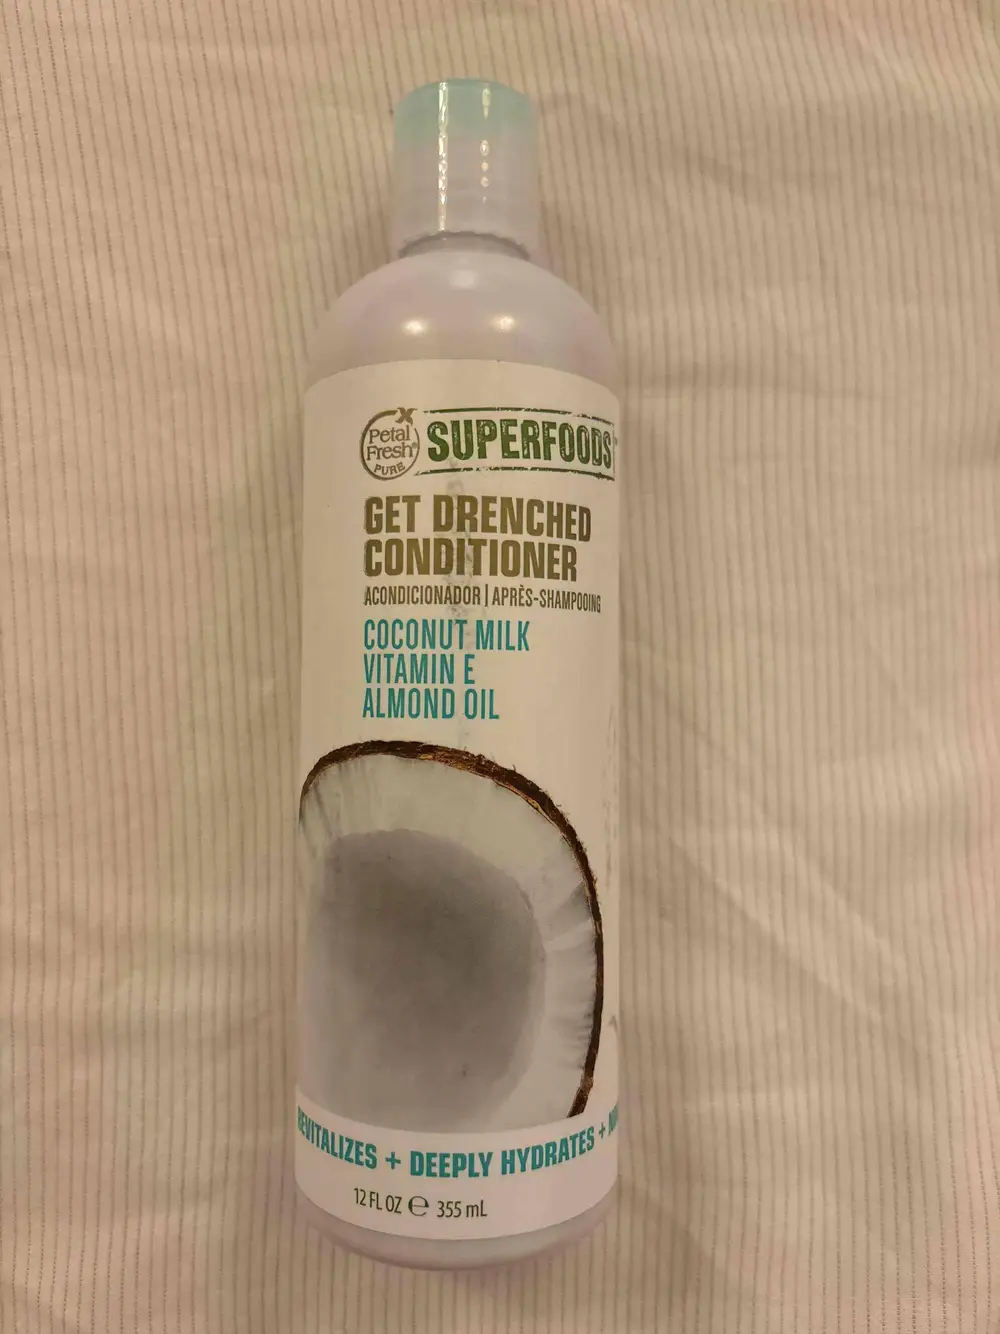 Petal
Fresh®
PURE
SUPERFOODS
GET DRENCHED
CONDITIONER
ACONDICIONADOR | APRÈS-SHAMPOOING
COCONUT MILK
VITAMIN E
ALMOND OIL
REVITALIZES + DEEPLY HYDRATES +
12 FL OZ ℮ 355 mL